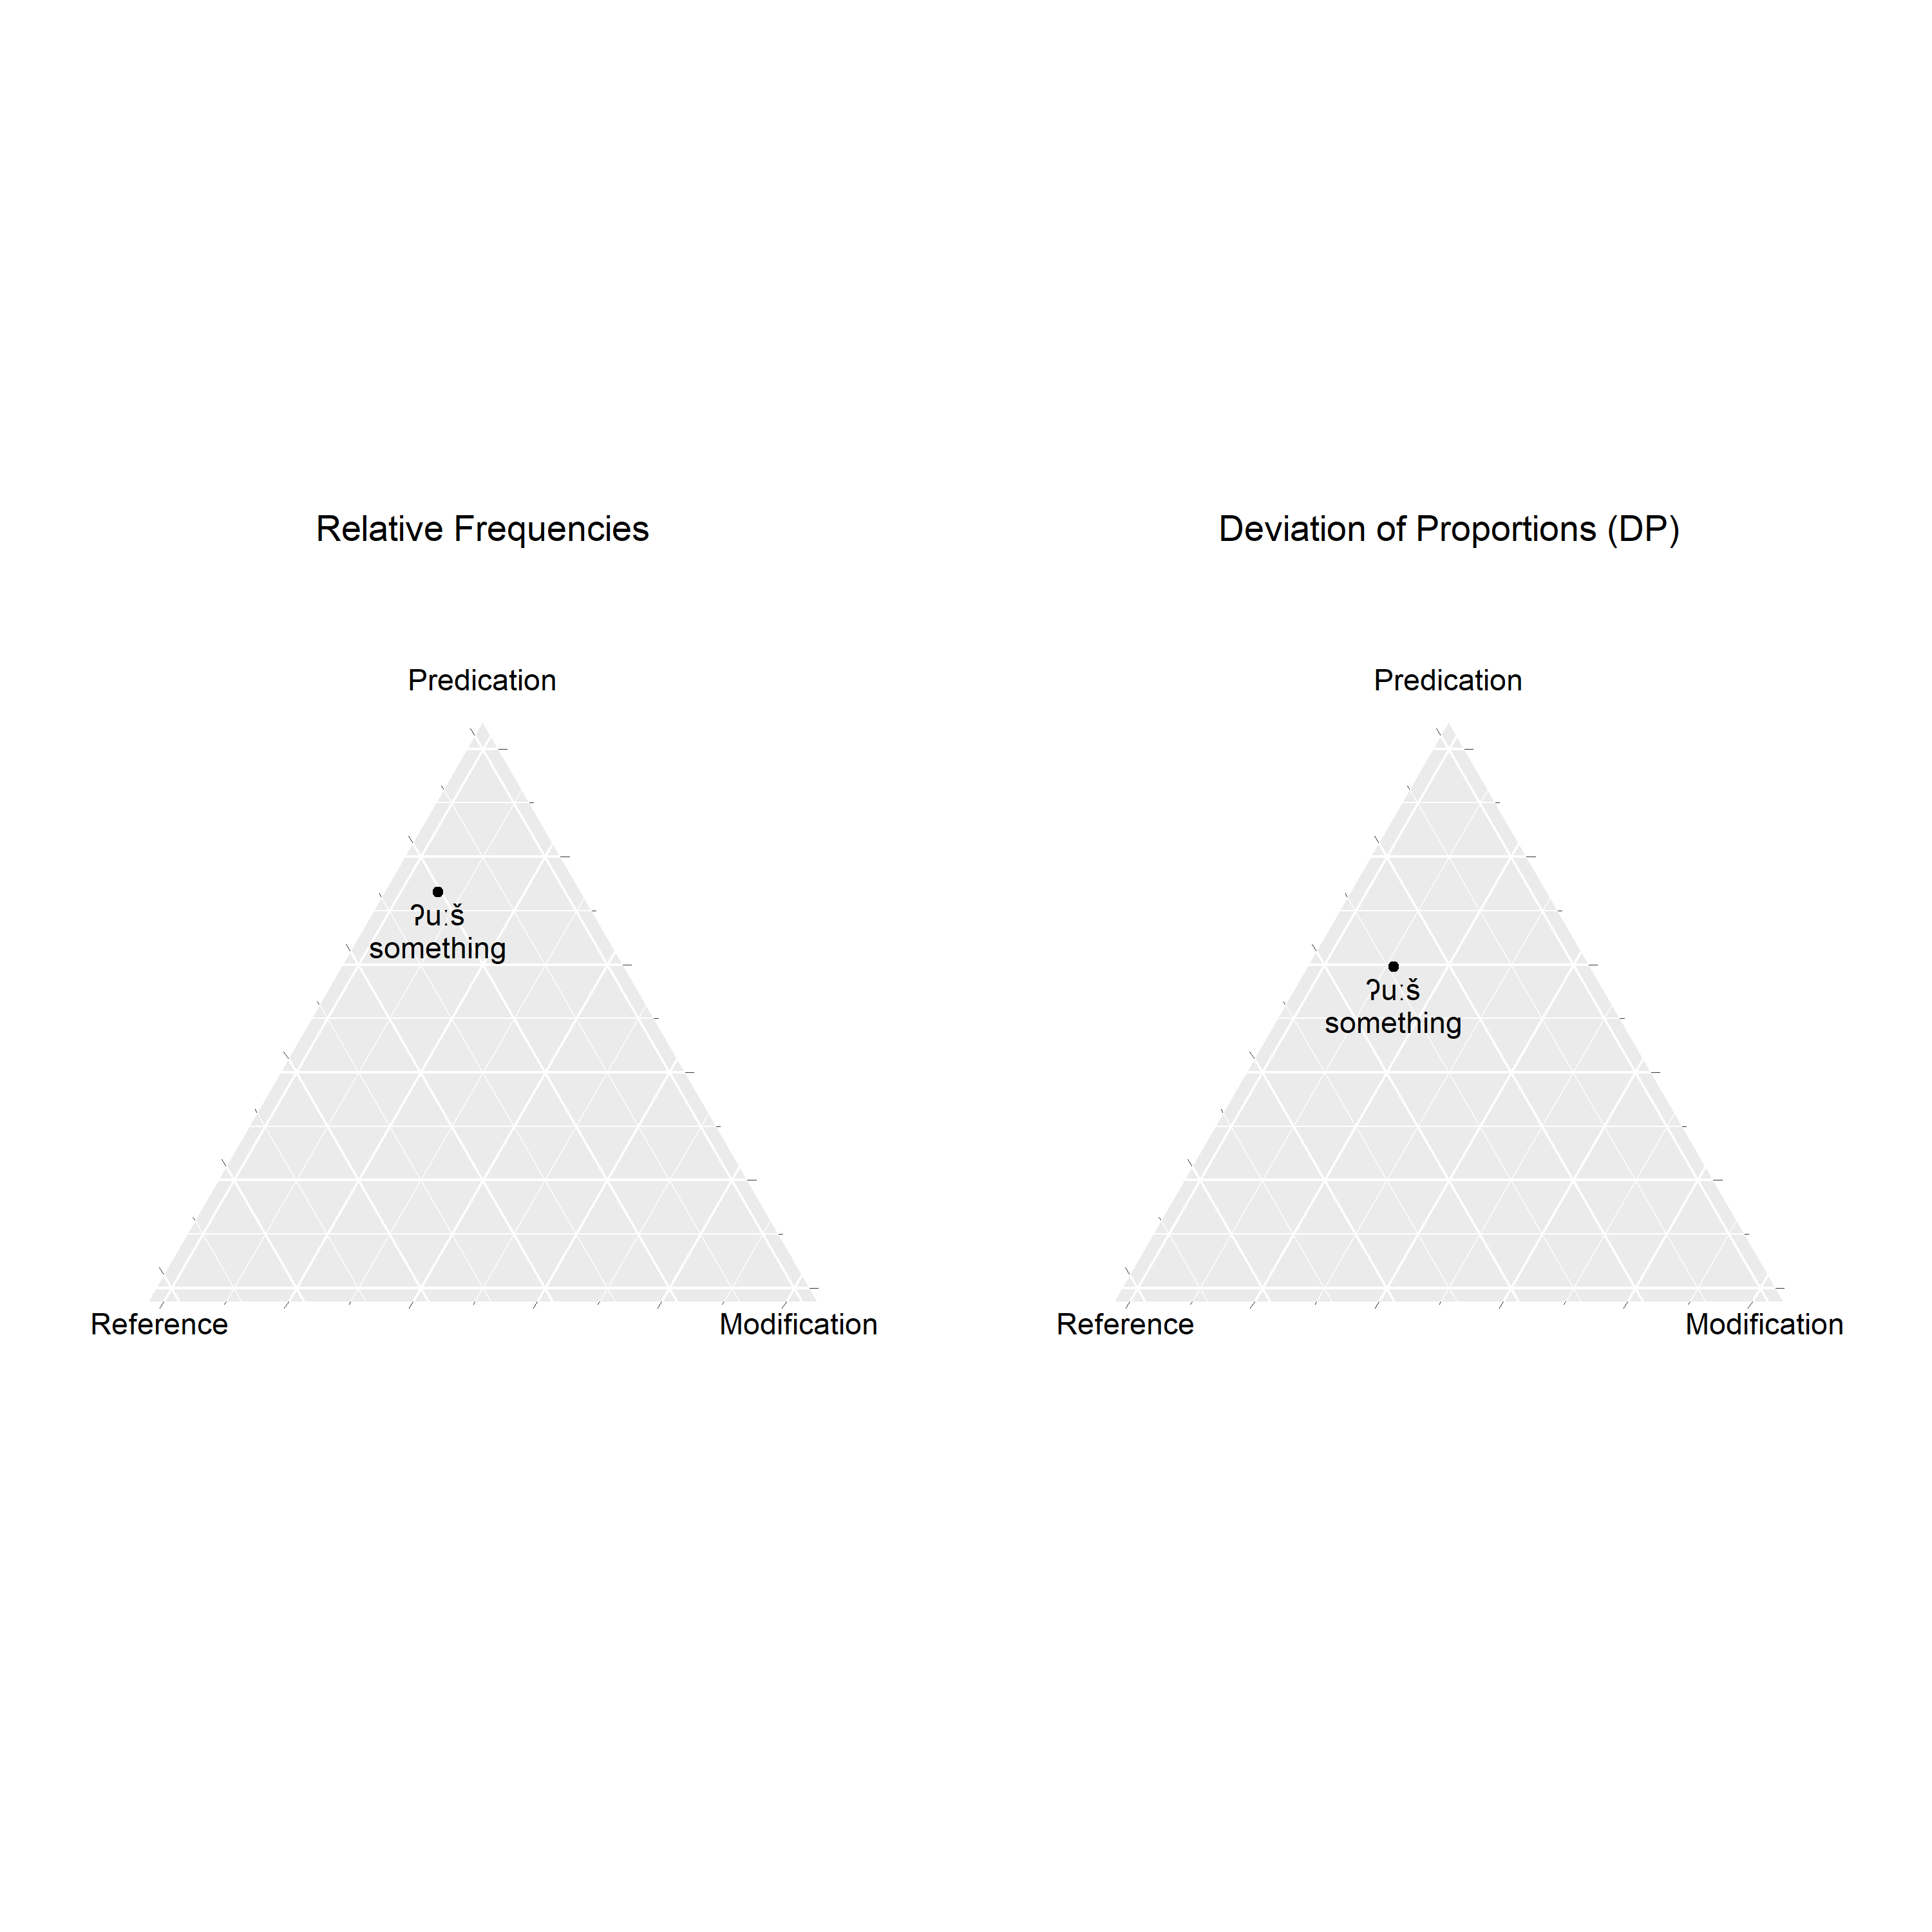 Relative Frequencies
Deviation of Proportions (DP)
Predication
Predication
ʔuːš
something
ʔuːš
something
Reference
Modification
Reference
Modification